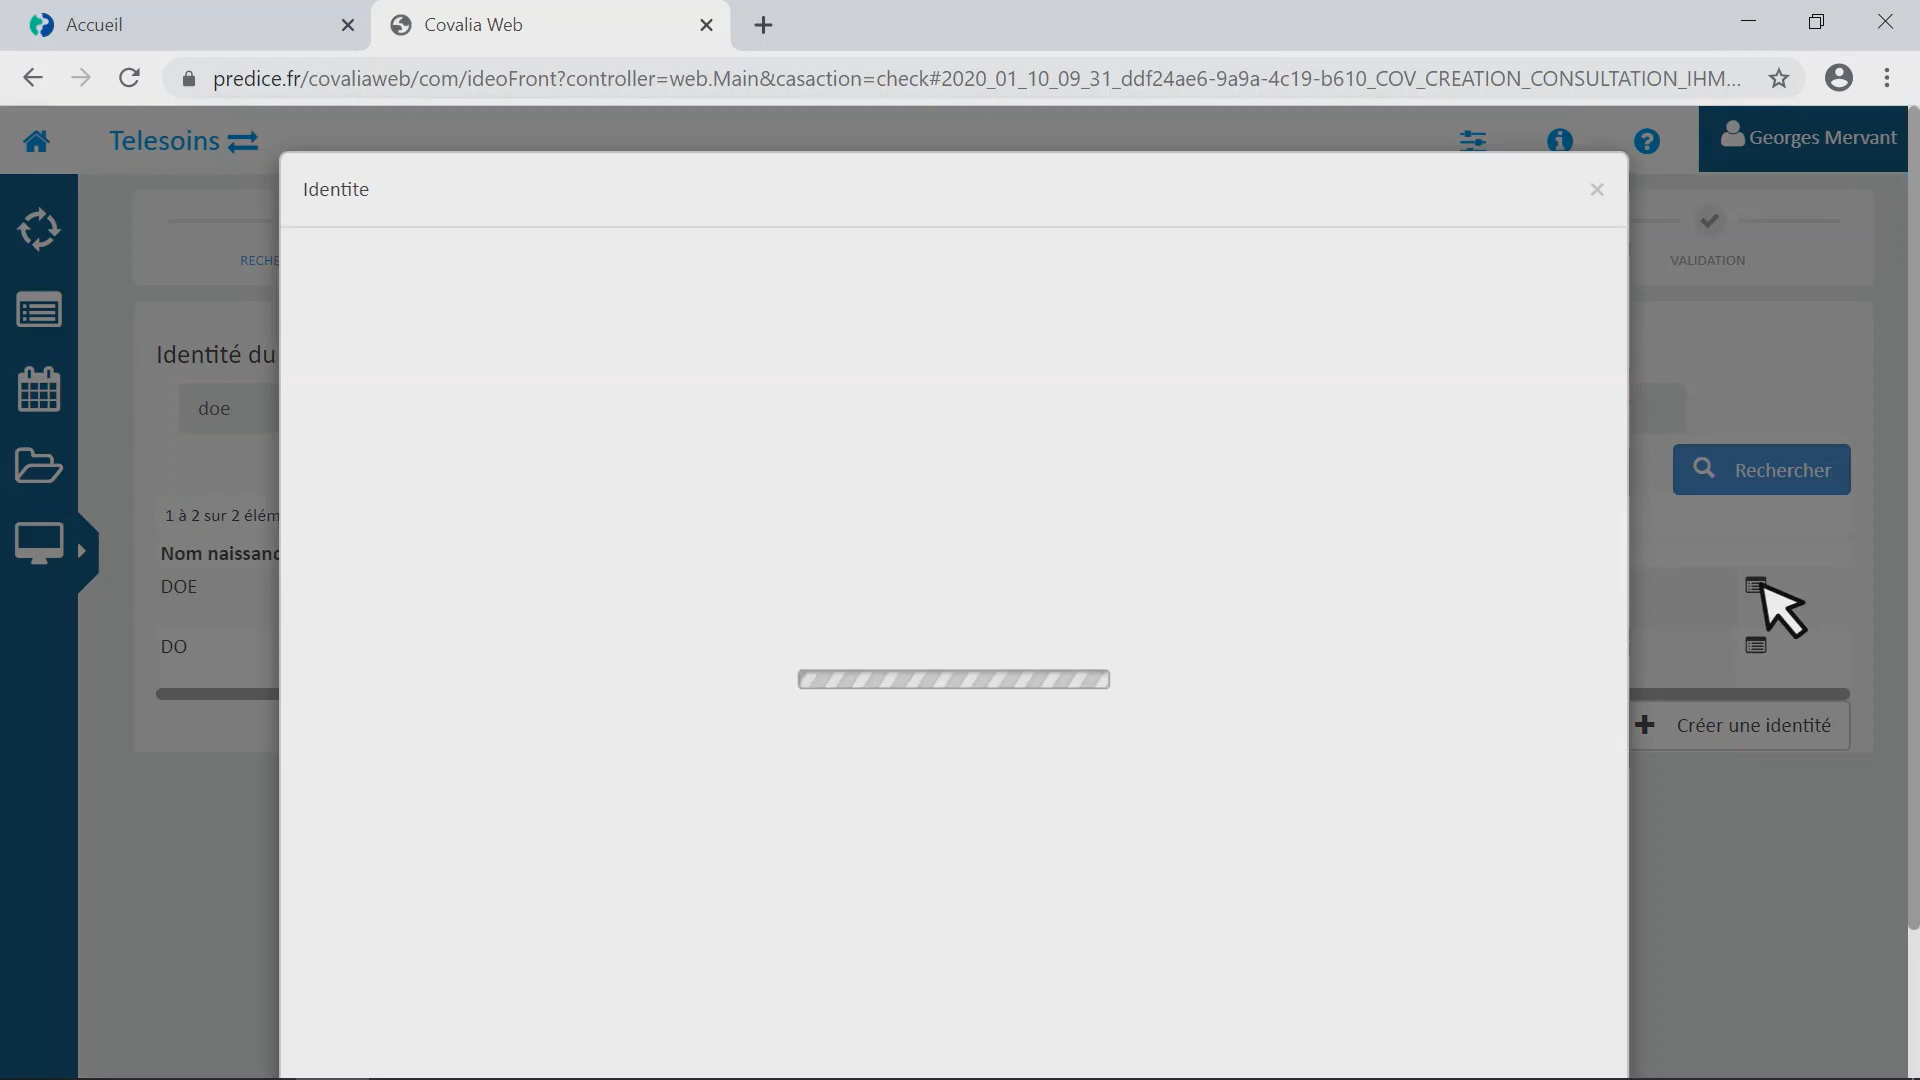 Accueil
Covalia Web
predice.fr/covaliaweb/com/ideoFront?controller=web.Main&casaction=check#2020_01_10_09_31_ddf24ae6-9a9a-4c19-b610_COV_CREATION_CONSULTATION_IHM...
Telesoins
Georges Mervant
Identite
RECHE
VALIDATION
Identité du
doe
Rechercher
1 à 2 sur 2 élém
Nom naissanc
DOE
DO
Créer une identité